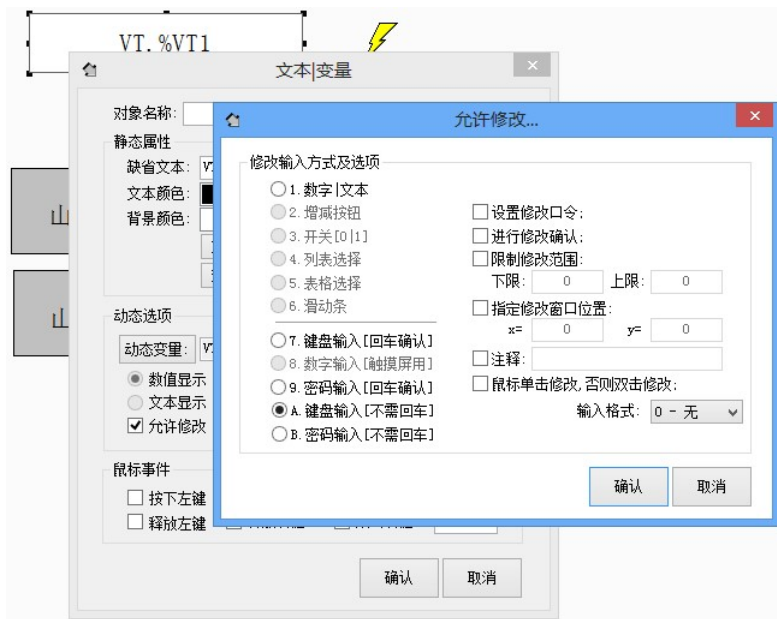 VT.%VT1
文本|变量
对象名称:
静态属性
缺省文本:
文本颜色:
背景颜色:
山
山
动态选项
动态变量:
数值显示
文本显示
允许修改
鼠标事件
按下左键
释放左键
确认 取消
允许修改...
修改输入方式及选项
1. 数字|文本
2. 增减按钮
3. 开关[0|1]
4. 列表选择
5. 表格选择
6. 滑动条
7. 键盘输入[回车确认]
8. 数字输入[触摸屏用]
9. 密码输入[回车确认]
A. 键盘输入[不需回车]
B. 密码输入[不需回车]
设置修改口令;
进行修改确认;
限制修改范围:
下限: 0 上限: 0
指定修改窗口位置:
x= 0 y= 0
注释:
鼠标单击修改,否则双击修改;
输入格式: 0 - 无
确认 取消